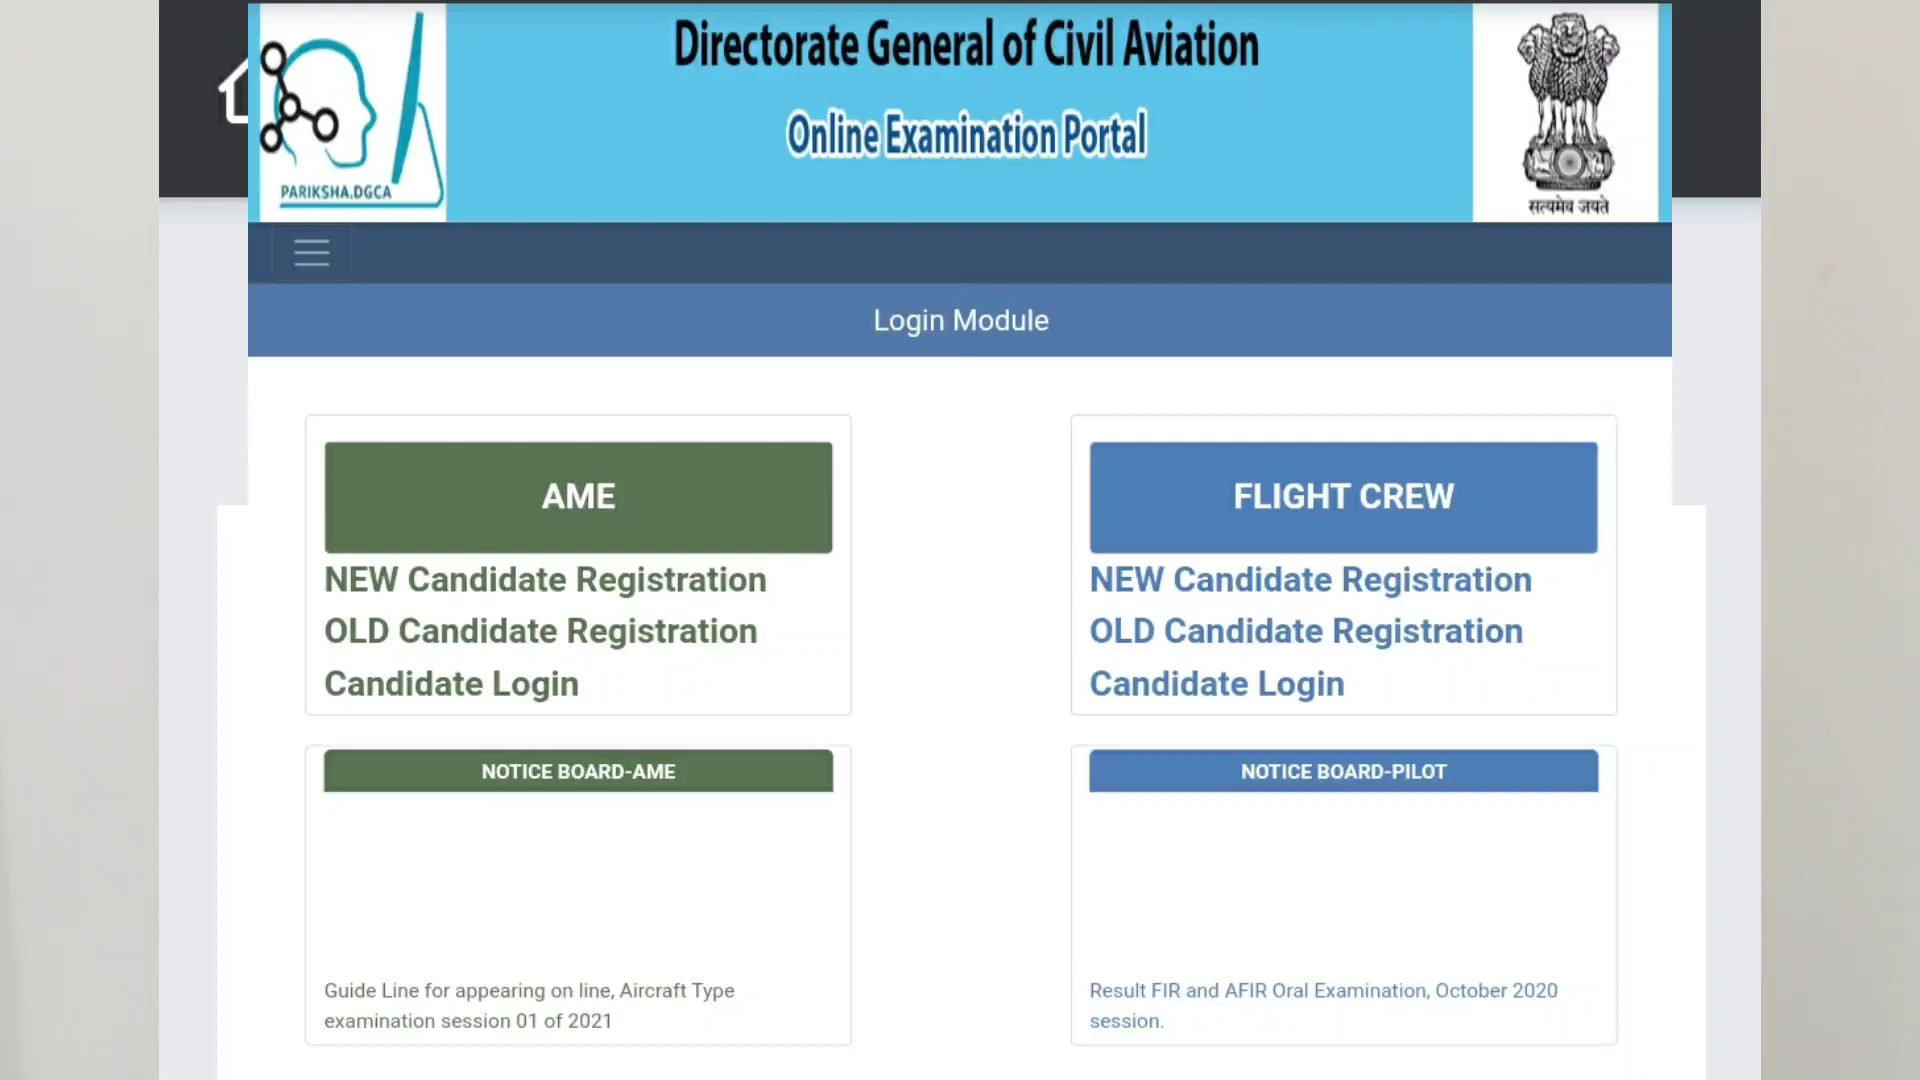 Directorate General of Civil Aviation
Online Examination Portal
PARIKSHA.DGCA
सत्यमेव जयते
Login Module
AME
NEW Candidate Registration
OLD Candidate Registration
Candidate Login
FLIGHT CREW
NEW Candidate Registration
OLD Candidate Registration
Candidate Login
NOTICE BOARD-AME
Guide Line for appearing on line, Aircraft Type
examination session 01 of 2021
NOTICE BOARD-PILOT
Result FIR and AFIR Oral Examination, October 2020
session.